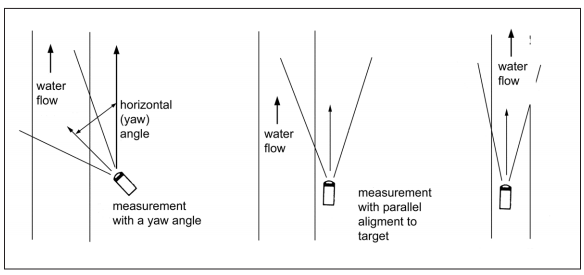 water
flow
horizontal
(yaw)
angle
measurement
with a yaw angle
water
flow
measurement
with parallel
aligment to
target
water
flow